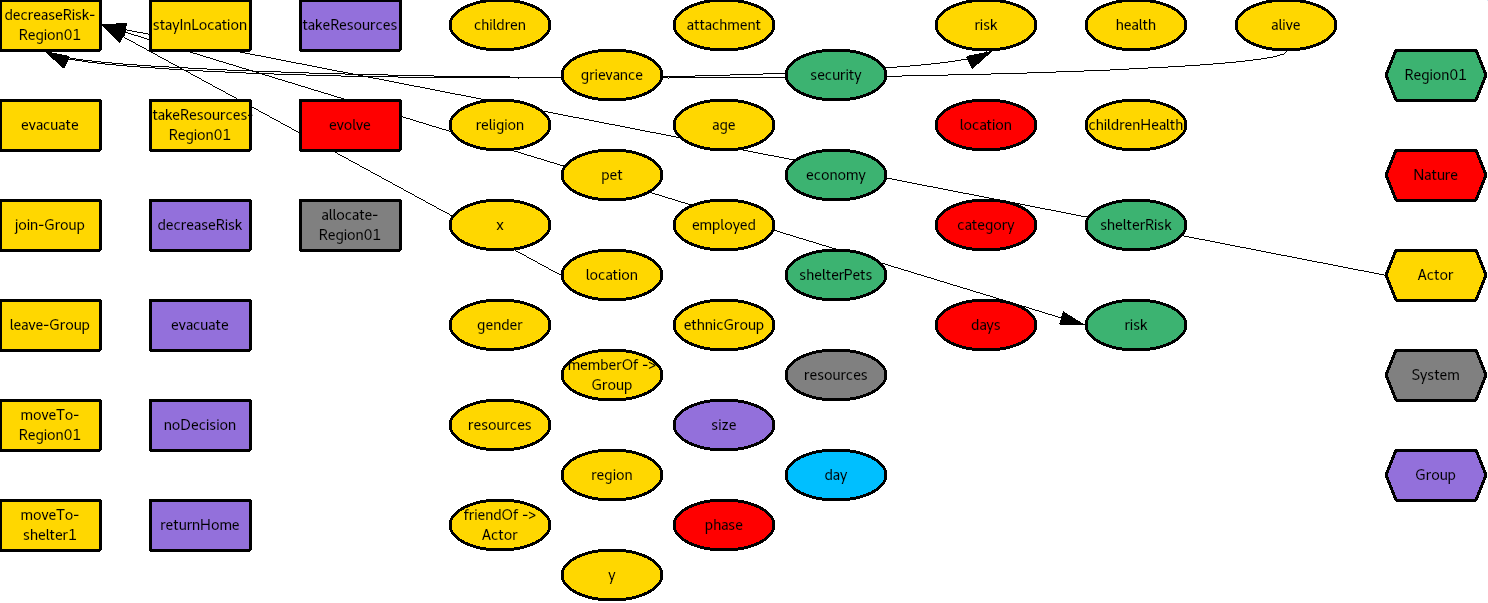 decreaseRisk-
Region01
stayInLocation
takeResources
children
attachment
risk
health
alive
grievance
security
Region01
evacuate
takeResources-
Region01
evolve
religion
age
location
childrenHealth
pet
economy
Nature
join-Group
decreaseRisk
allocate-
Region01
x
employed
category
shelterRisk
location
shelterPets
Actor
leave-Group
evacuate
gender
ethnicGroup
days
risk
memberOf ->
Group
resources
System
moveTo-
Region01
noDecision
resources
size
region
day
Group
moveTo-
shelter1
returnHome
friendOf ->
Actor
phase
y